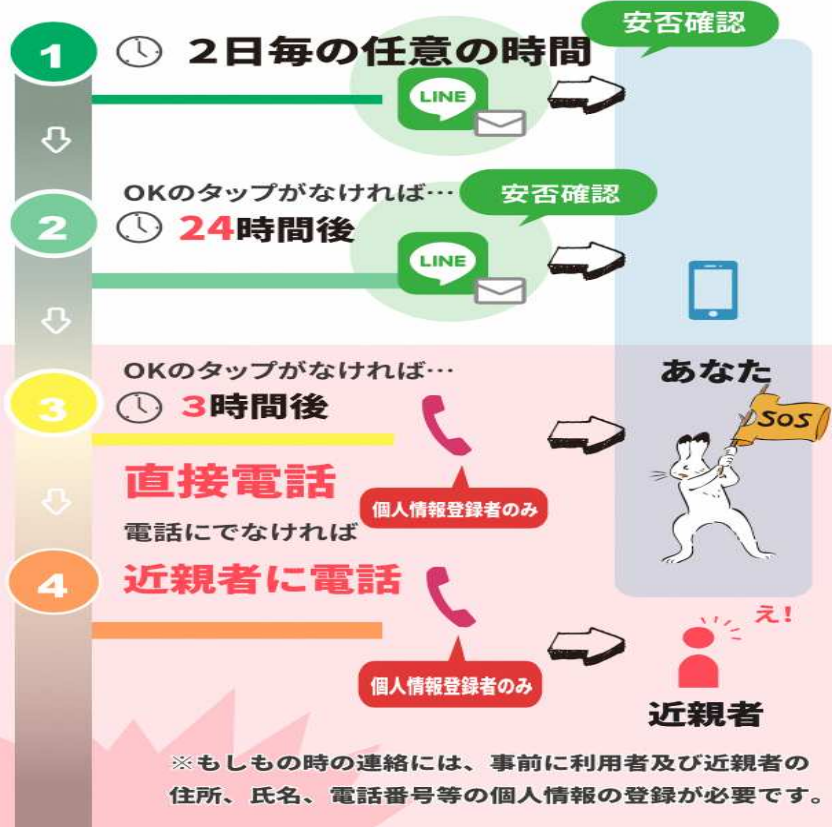 安否確認
1
2日毎の任意の時間
LINE
OKのタップがなければ…
安否確認
2
24時間後
LINE
OKのタップがなければ…
あなた
3
3時間後
SOS
直接電話
個人情報登録者のみ
電話にでなければ
4
近親者に電話
え!
個人情報登録者のみ
近親者
※もしもの時の連絡には、事前に利用者及び近親者の
住所、氏名、電話番号等の個人情報の登録が必要です。